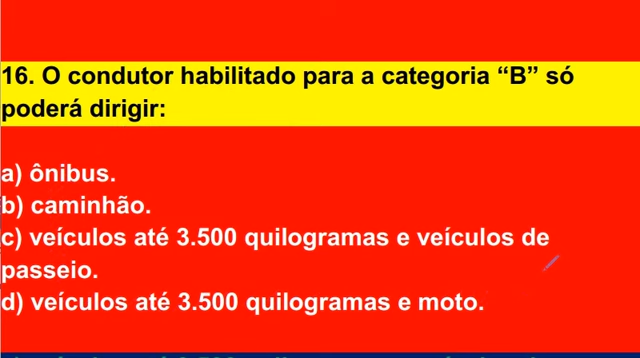 16. O condutor habilitado para a categoria “B” só
poderá dirigir:
a) ônibus.
b) caminhão.
c) veículos até 3.500 quilogramas e veículos de
passeio.
d) veículos até 3.500 quilogramas e moto.